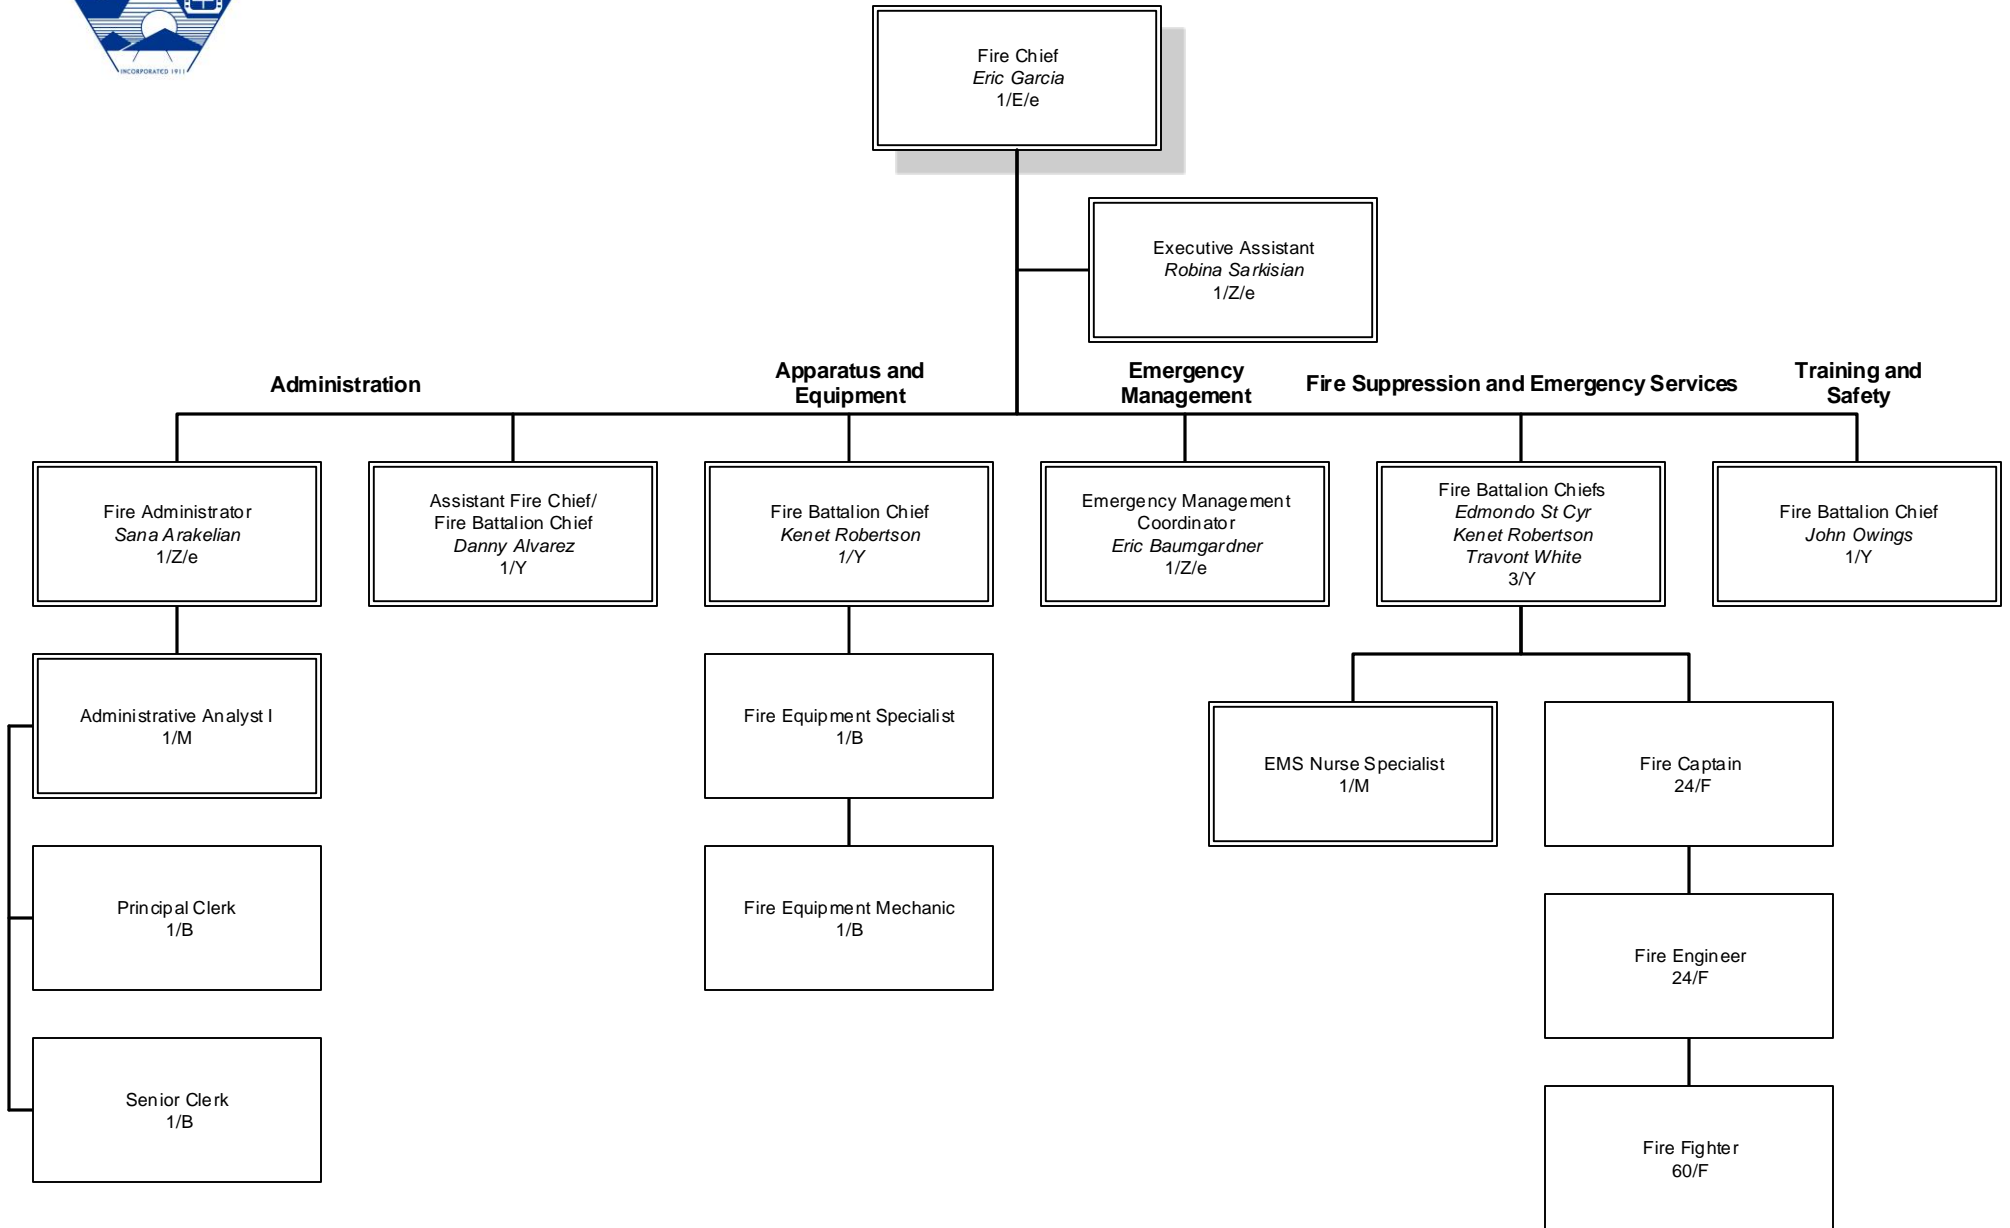 INCORPORATED 1911
Fire Chief
Eric Garcia
1/E/e
Executive Assistant
Robina Sarkisian
1/Z/e
Administration
Apparatus and
Equipment
Emergency
Management
Fire Suppression and Emergency Services
Training and
Safety
Fire Administrator
Sana Arakelian
1/Z/e
Assistant Fire Chief/
Fire Battalion Chief
Danny Alvarez
1/Y
Fire Battalion Chief
Kenet Robertson
1/Y
Emergency Management
Coordinator
Eric Baumgardner
1/Z/e
Fire Battalion Chiefs
Edmondo St Cyr
Kenet Robertson
Travont White
3/Y
Fire Battalion Chief
John Owings
1/Y
Administrative Analyst I
1/M
Fire Equipment Specialist
1/B
EMS Nurse Specialist
1/M
Fire Captain
24/F
Principal Clerk
1/B
Fire Equipment Mechanic
1/B
Fire Engineer
24/F
Senior Clerk
1/B
Fire Fighter
60/F